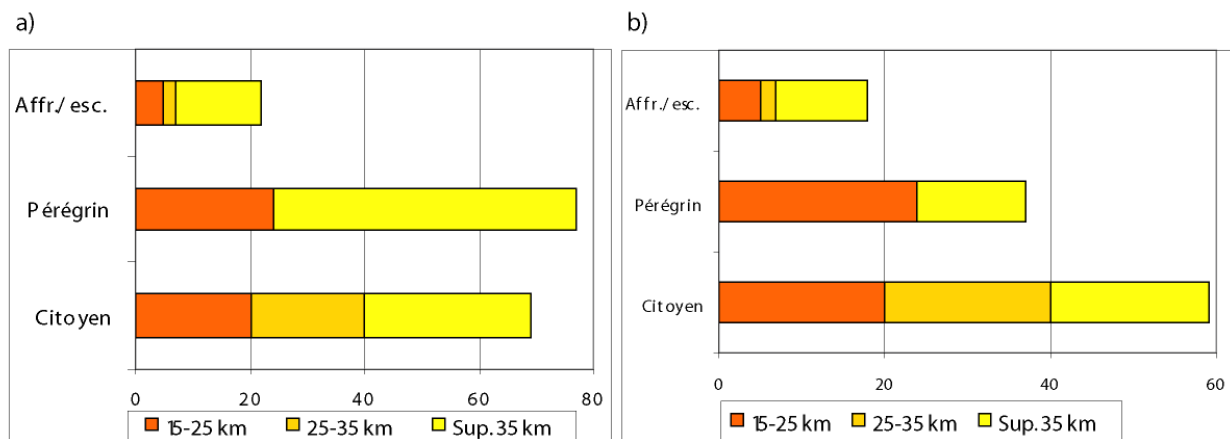 a)
Affr./ esc.
Pérégrin
Citoyen
0 20 40 60 80
15-25 km 25-35 km Sup. 35 km
b)
Affr./ esc.
Pérégrin
Citoyen
0 20 40 60
15-25 km 25-35 km Sup. 35 km